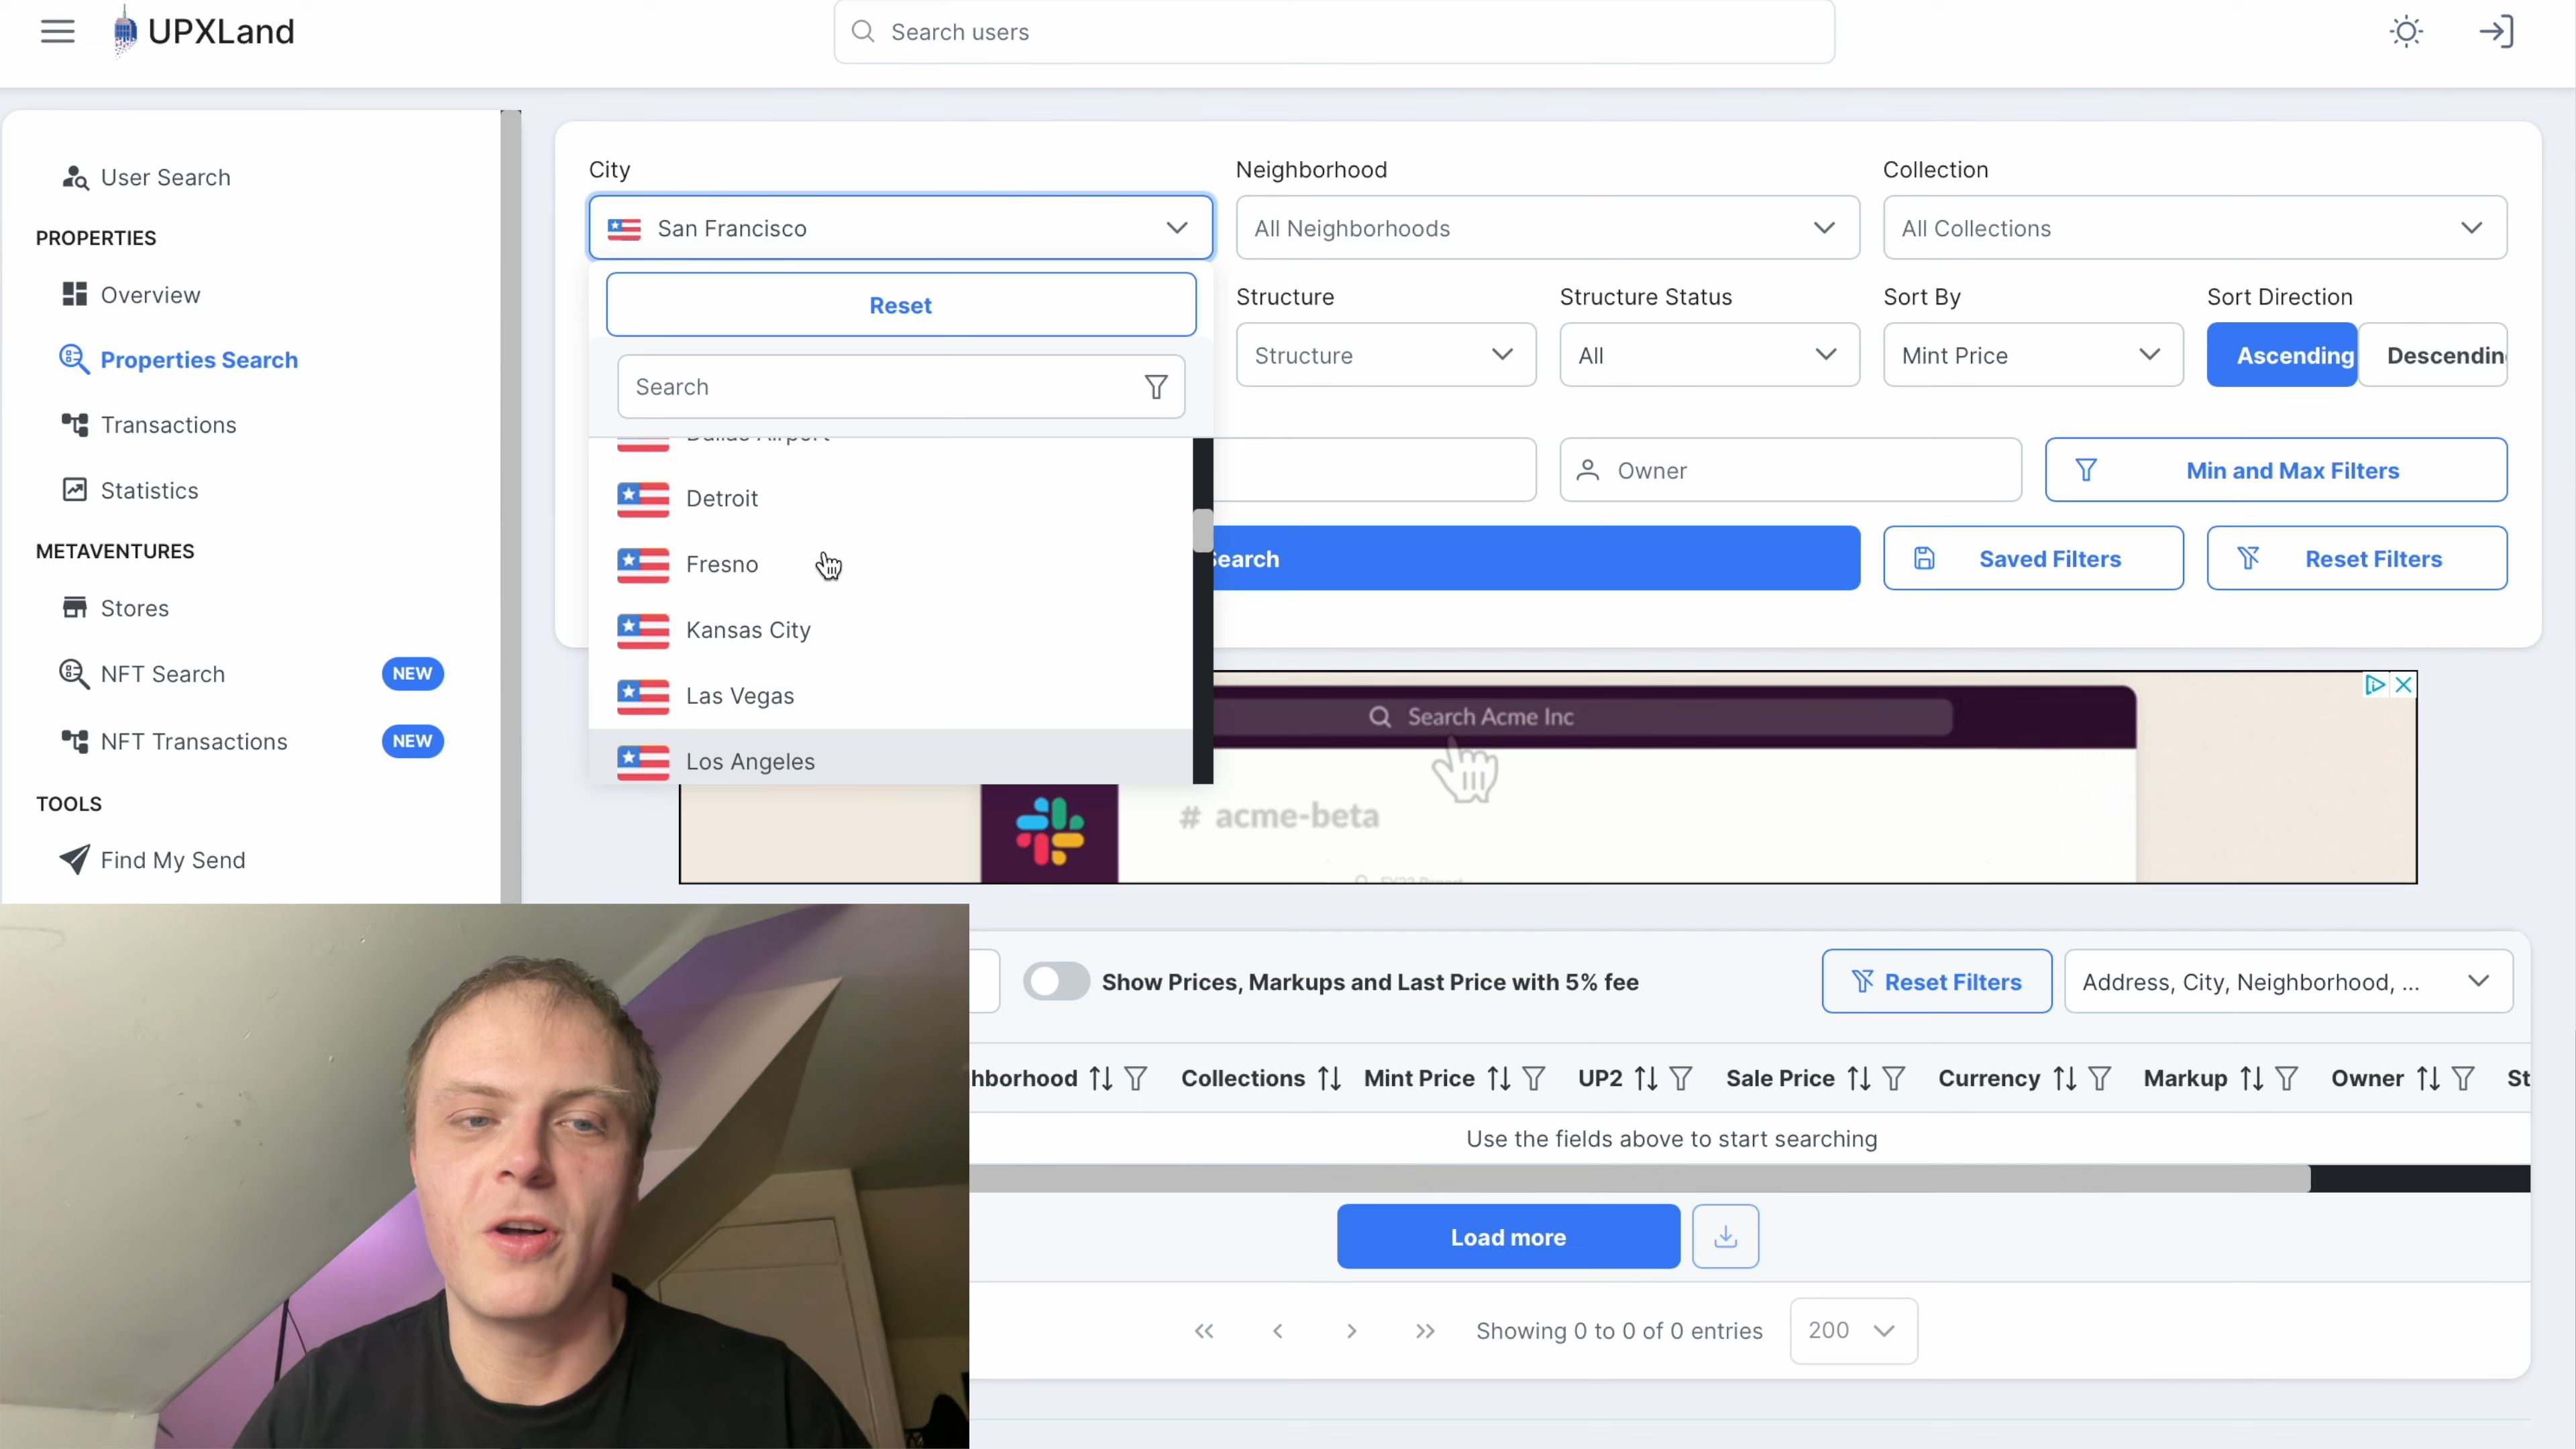 UPXLand
Search users
User Search
PROPERTIES
Overview
Properties Search
Transactions
Statistics
METAVENTURES
Stores
NFT Search NEW
NFT Transactions NEW
TOOLS
Find My Send
City
San Francisco
Reset
Search
Dallas Airport
Detroit
Fresno
Kansas City
Las Vegas
Los Angeles
Neighborhood
All Neighborhoods
Collection
All Collections
Structure
Structure
Structure Status
All
Sort By
Mint Price
Sort Direction
Ascending
Descending
Owner
Min and Max Filters
Search
Saved Filters
Reset Filters
Search Acme Inc
# acme-beta
Show Prices, Markups and Last Price with 5% fee
Reset Filters
Address, City, Neighborhood, ...
hborhood Collections Mint Price UP2 Sale Price Currency Markup Owner St
Use the fields above to start searching
Load more
Showing 0 to 0 of 0 entries 200